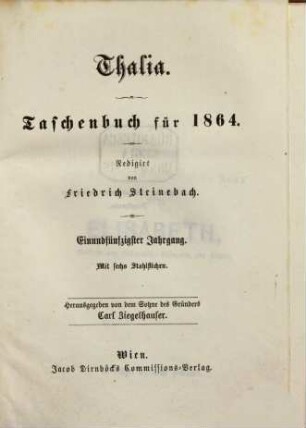 Thalia.
Taschenbuch für 1864.
Redigirt
von
Friedrich Steinebach.
Einundfünfzigster Jahrgang.
Mit sechs Stahlstichen.
Herausgegeben von dem Sohne des Gründers
Carl Ziegelhauser.
Wien.
Jacob Dirnböcks Commissions-Verlag.